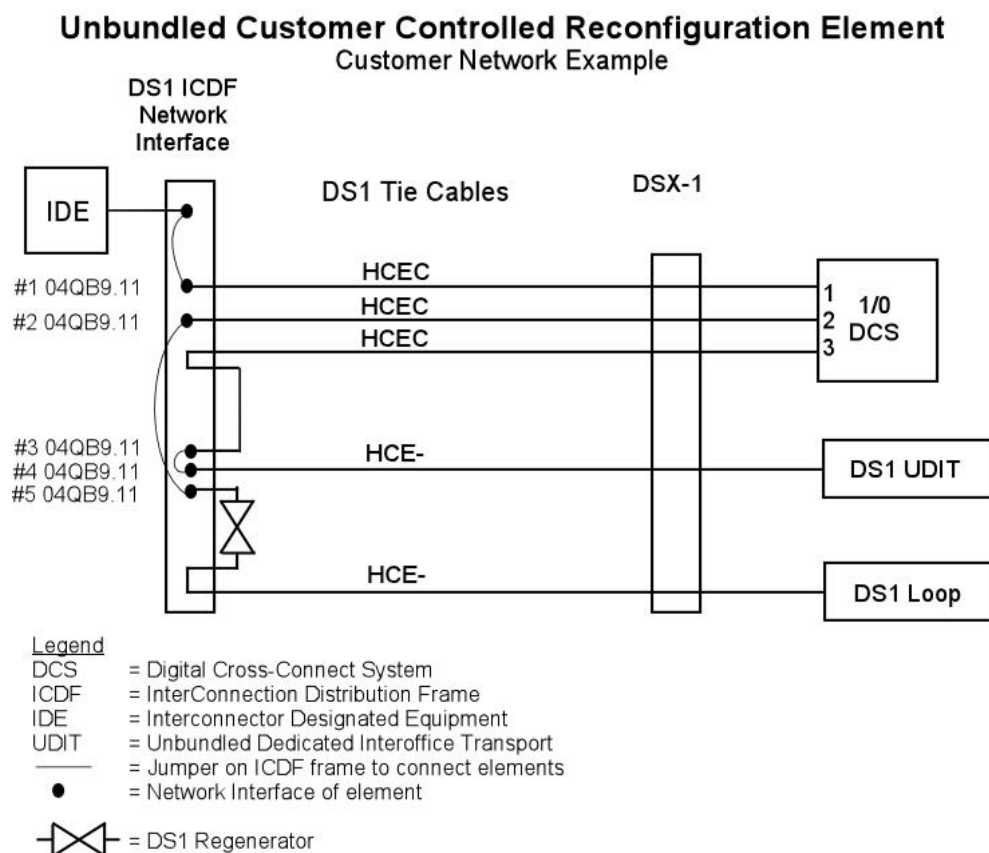 Unbundled Customer Controlled Reconfiguration Element
Customer Network Example
DS1 ICDF
Network
Interface
IDE
DS1 Tie Cables
DSX-1
#1 04QB9.11
HCEC
1
#2 04QB9.11
HCEC
2
HCEC
3
1/0
DCS
#3 04QB9.11
#4 04QB9.11
HCE-
DS1 UDIT
#5 04QB9.11
HCE-
DS1 Loop
Legend
DCS = Digital Cross-Connect System
ICDF = InterConnection Distribution Frame
IDE = Interconnector Designated Equipment
UDIT = Unbundled Dedicated Interoffice Transport
= Jumper on ICDF frame to connect elements
= Network Interface of element
= DS1 Regenerator